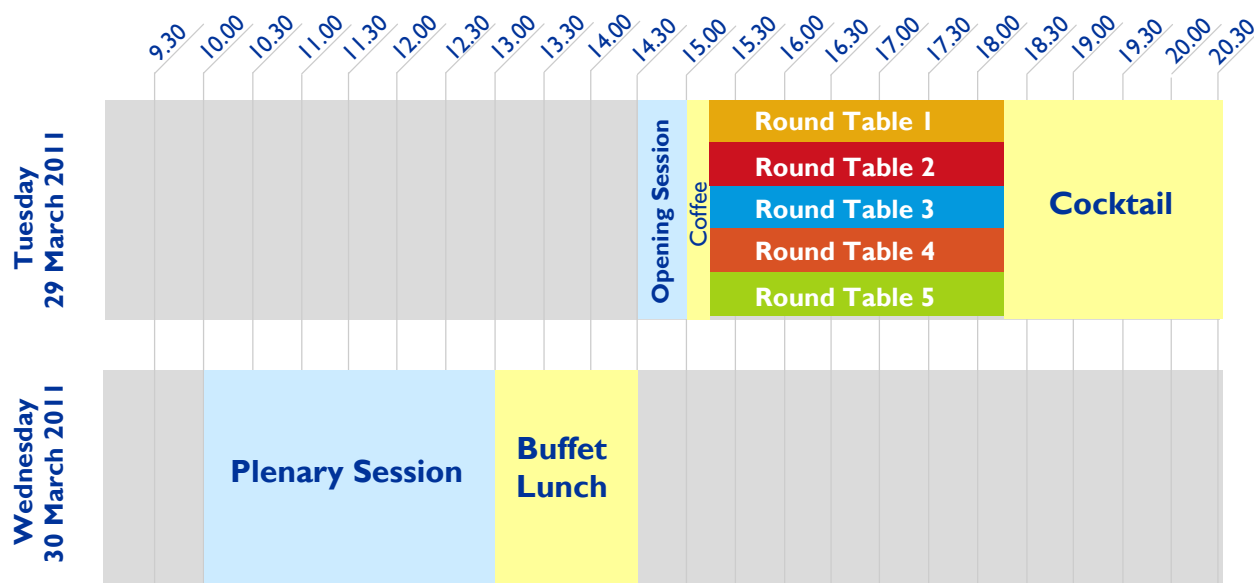 9.30
10.00
10.30
11.00
11.30
12.00
12.30
13.00
13.30
14.00
14.30
15.00
15.30
16.00
16.30
17.00
17.30
18.00
18.30
19.00
19.30
20.00
20.30
Tuesday
29 March 2011
Opening Session
Coffee
Round Table 1
Round Table 2
Round Table 3
Round Table 4
Round Table 5
Cocktail
Wednesday
30 March 2011
Plenary Session
Buffet
Lunch